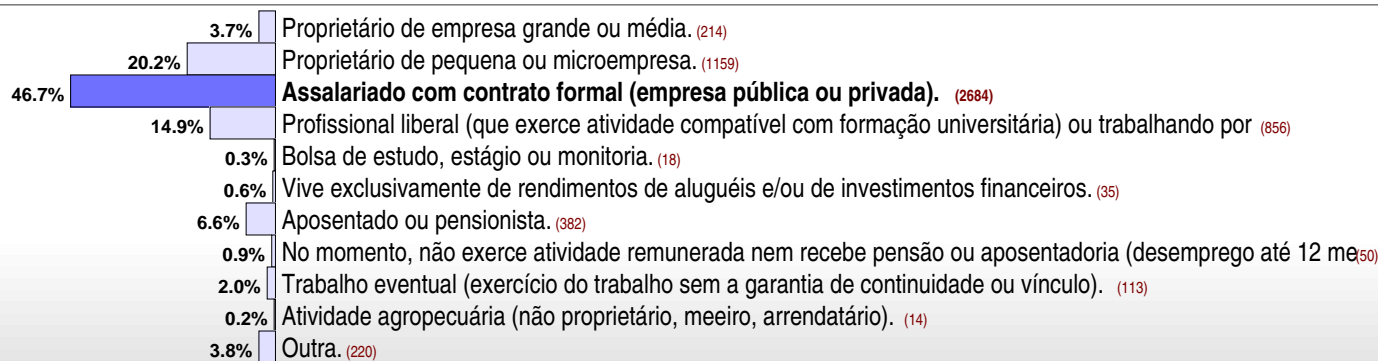 3.7% Proprietário de empresa grande ou média. (214)
20.2% Proprietário de pequena ou microempresa. (1159)
46.7% Assalariado com contrato formal (empresa pública ou privada). (2684)
14.9% Profissional liberal (que exerce atividade compatível com formação universitária) ou trabalhando por (856)
0.3% Bolsa de estudo, estágio ou monitoria. (18)
0.6% Vive exclusivamente de rendimentos de aluguéis e/ou de investimentos financeiros. (35)
6.6% Aposentado ou pensionista. (382)
0.9% No momento, não exerce atividade remunerada nem recebe pensão ou aposentadoria (desemprego até 12 me(50)
2.0% Trabalho eventual (exercício do trabalho sem a garantia de continuidade ou vínculo). (113)
0.2% Atividade agropecuária (não proprietário, meeiro, arrendatário). (14)
3.8% Outra. (220)